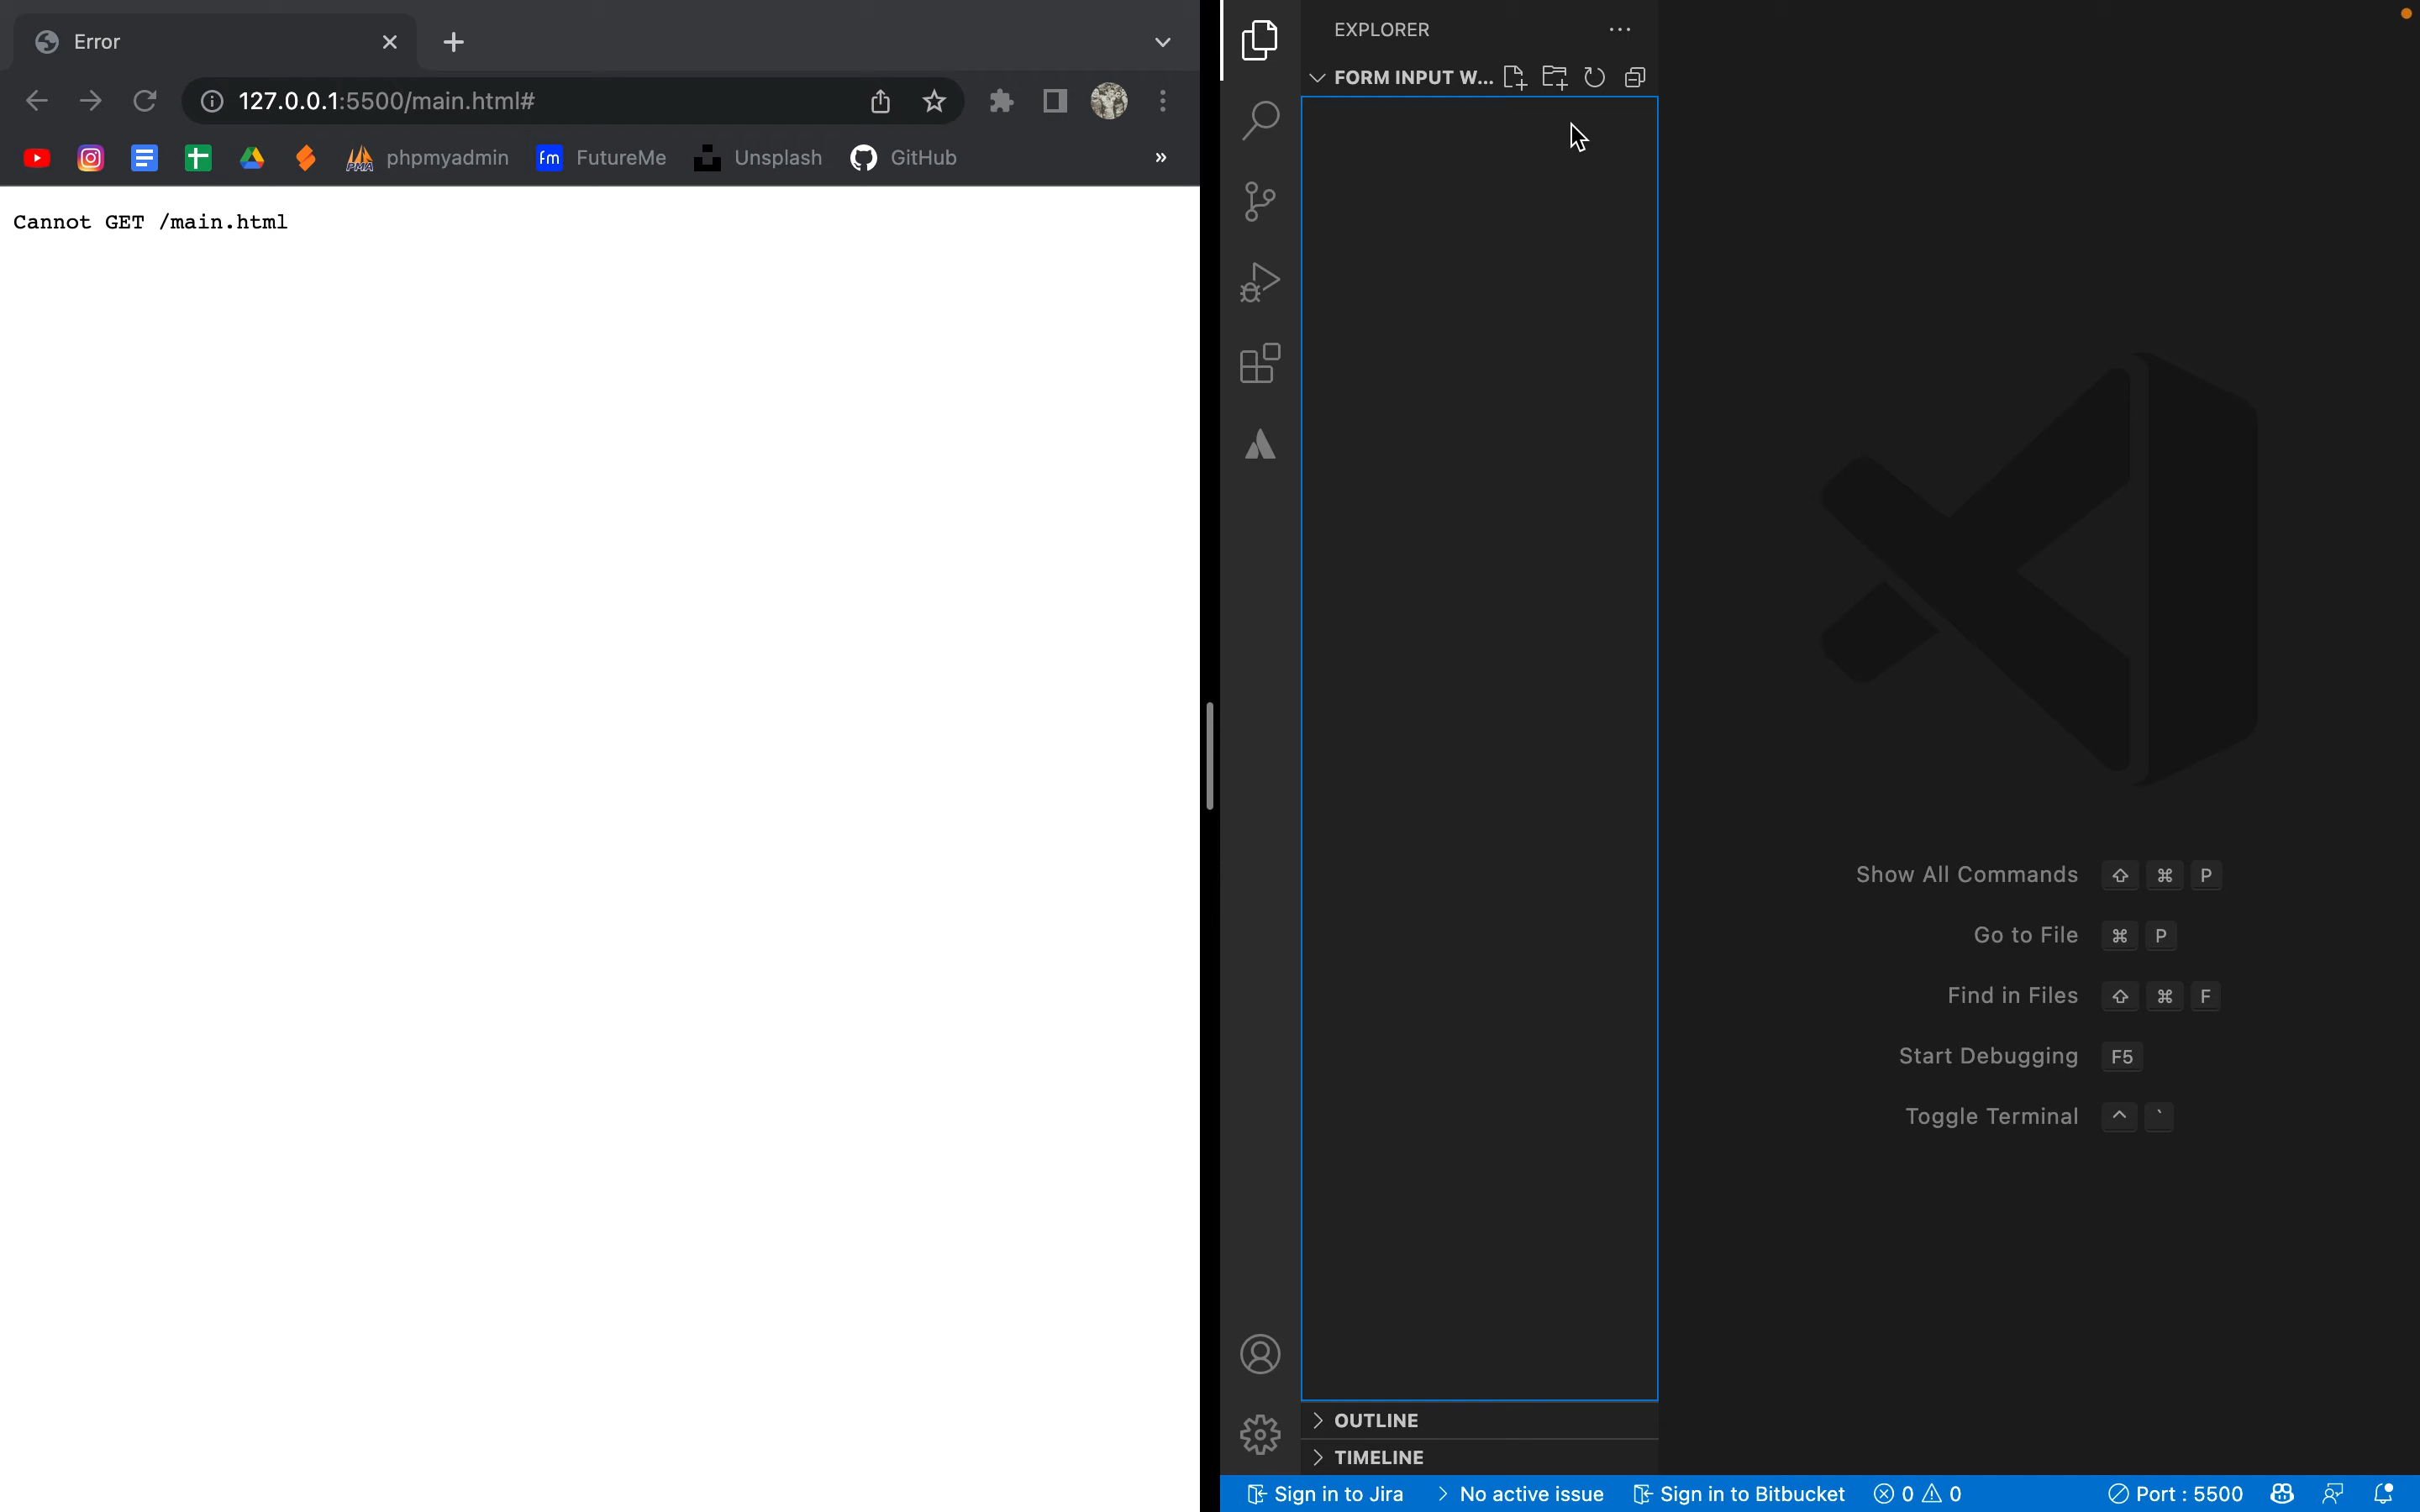 Error
127.0.0.1:5500/main.html#
PMA phpmyadmin fm FutureMe Unsplash GitHub »
Cannot GET /main.html
EXPLORER
FORM INPUT W...
Show All Commands ⇧ ⌘ P
Go to File ⌘ P
Find in Files ⇧ ⌘ F
Start Debugging F5
Toggle Terminal ^ `
OUTLINE
TIMELINE
Sign in to Jira No active issue Sign in to Bitbucket 0 0 Port : 5500